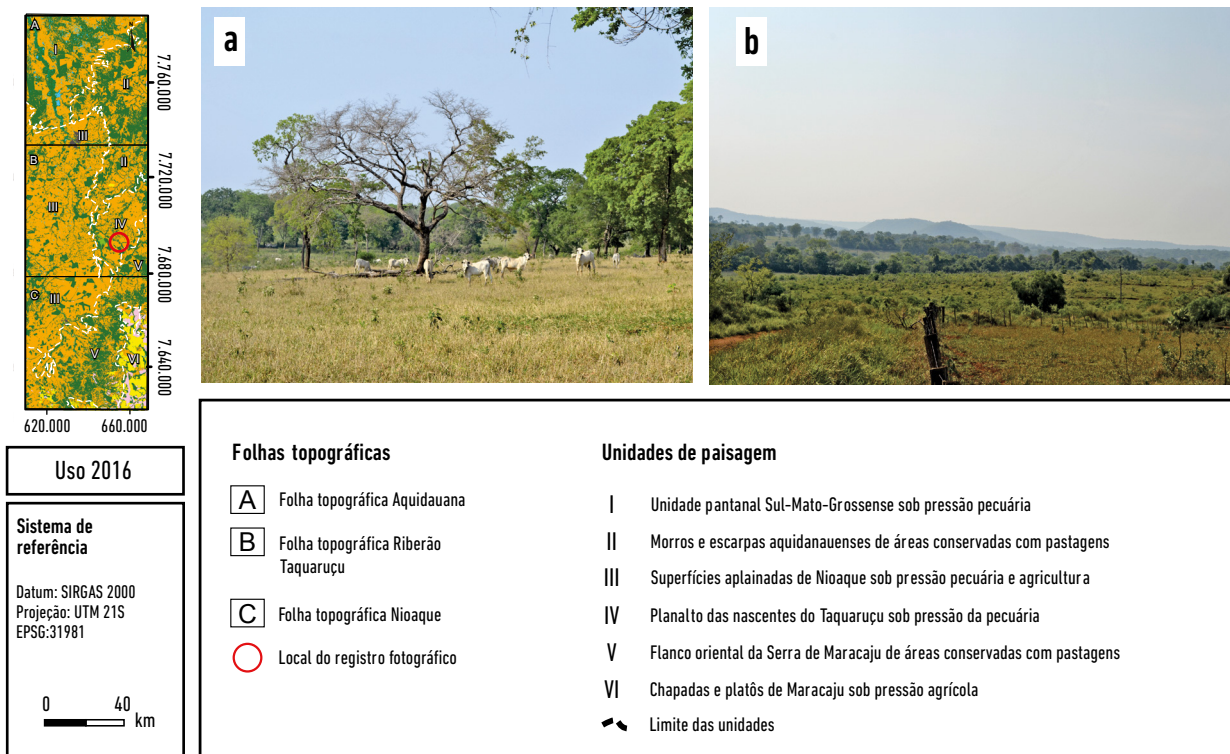 A
I
II
III
B
II
III
IV
V
C
III
V
VI
N
7.760.000
7.720.000
7.680.000
7.640.000
620.000 660.000
a
b
Uso 2016
Sistema de
referência
Datum: SIRGAS 2000
Projeção: UTM 21S
EPSG:31981
0 40
km
Folhas topográficas
A Folha topográfica Aquidauana
B Folha topográfica Riberão
Taquaruçu
C Folha topográfica Nioaque
Local do registro fotográfico
Unidades de paisagem
I Unidade pantanal Sul-Mato-Grossense sob pressão pecuária
II Morros e escarpas aquidanauenses de áreas conservadas com pastagens
III Superfícies aplainadas de Nioaque sob pressão pecuária e agricultura
IV Planalto das nascentes do Taquaruçu sob pressão da pecuária
V Flanco oriental da Serra de Maracaju de áreas conservadas com pastagens
VI Chapadas e platôs de Maracaju sob pressão agrícola
Limite das unidades